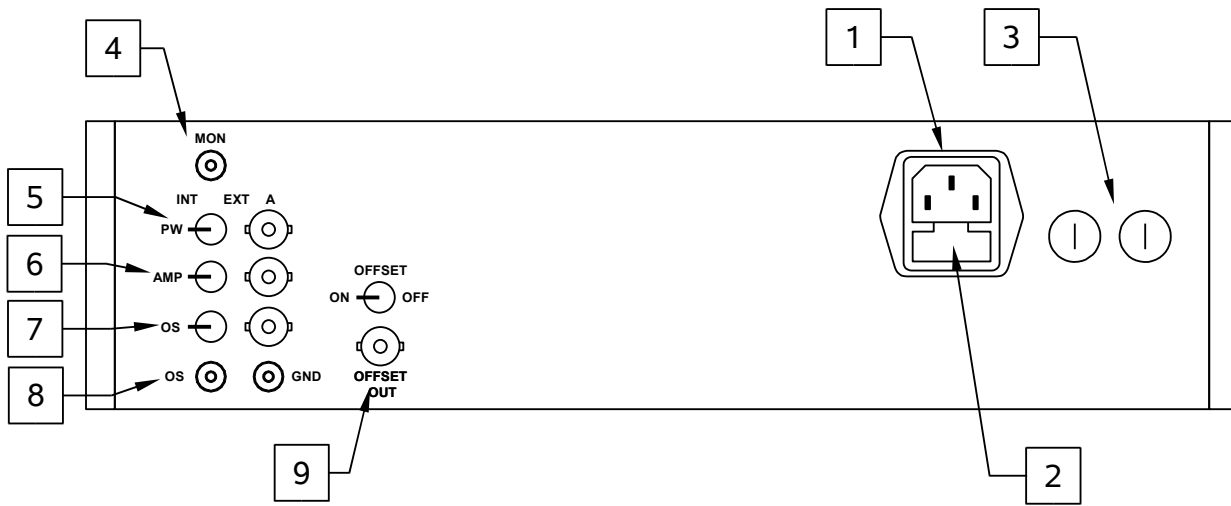 4
1
3
MON
5
INT EXT A
PW
6
AMP
OFFSET
ON OFF
7
OS
8
OS GND
OFFSET
OUT
9
2